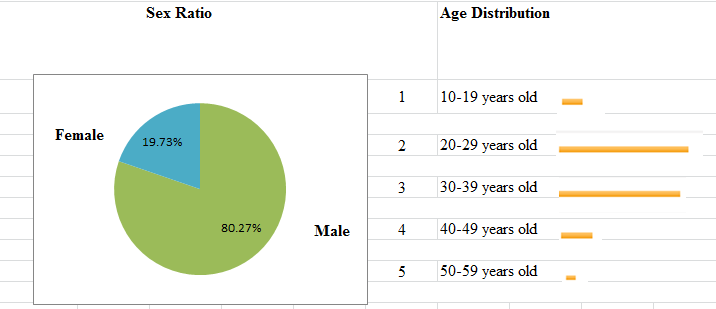 Sex Ratio
Age Distribution
Female
19.73%
80.27%
Male
1 10-19 years old
2 20-29 years old
3 30-39 years old
4 40-49 years old
5 50-59 years old